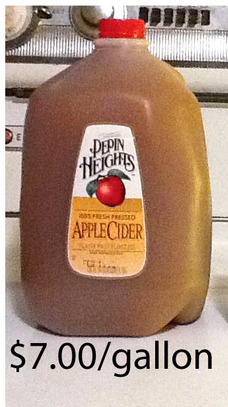 PEPIN
HEIGHTS
100% FRESH PRESSED
APPLE CIDER
$7.00/gallon